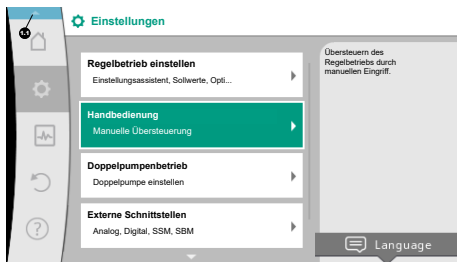 1.1
Einstellungen
Regelbetrieb einstellen
Einstellungsassistent, Sollwerte, Opti...
Handbedienung
Manuelle Übersteuerung
Doppelpumpenbetrieb
Doppelpumpe einstellen
Externe Schnittstellen
Analog, Digital, SSM, SBM
Übersteuern des
Regelbetriebs durch
manuellen Eingriff.
Language